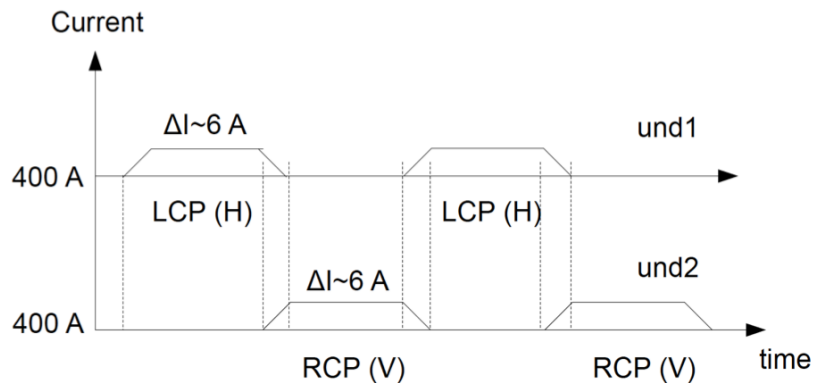 Current
ΔI~6 A
und1
400 A
LCP (H)
LCP (H)
und2
ΔI~6 A
400 A
time
RCP (V)
RCP (V)